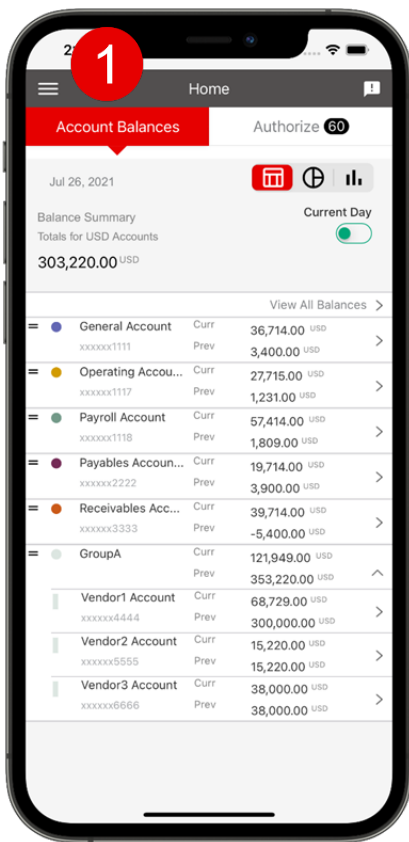 2
1
Home
Account Balances
Authorize 60
Jul 26, 2021
Balance Summary
Current Day
Totals for USD Accounts
303,220.00 USD
View All Balances >
General Account Curr 36,714.00 USD
xxxxxx1111 Prev 3,400.00 USD
Operating Accou... Curr 27,715.00 USD
xxxxxx1117 Prev 1,231.00 USD
Payroll Account Curr 57,414.00 USD
xxxxxx1118 Prev 1,809.00 USD
Payables Accoun... Curr 19,714.00 USD
xxxxxx2222 Prev 3,900.00 USD
Receivables Acc... Curr 39,714.00 USD
xxxxxx3333 Prev -5,400.00 USD
GroupA Curr 121,949.00 USD
Prev 353,220.00 USD
Vendor1 Account Curr 68,729.00 USD
xxxxxx4444 Prev 300,000.00 USD
Vendor2 Account Curr 15,220.00 USD
xxxxxx5555 Prev 15,220.00 USD
Vendor3 Account Curr 38,000.00 USD
xxxxxx6666 Prev 38,000.00 USD